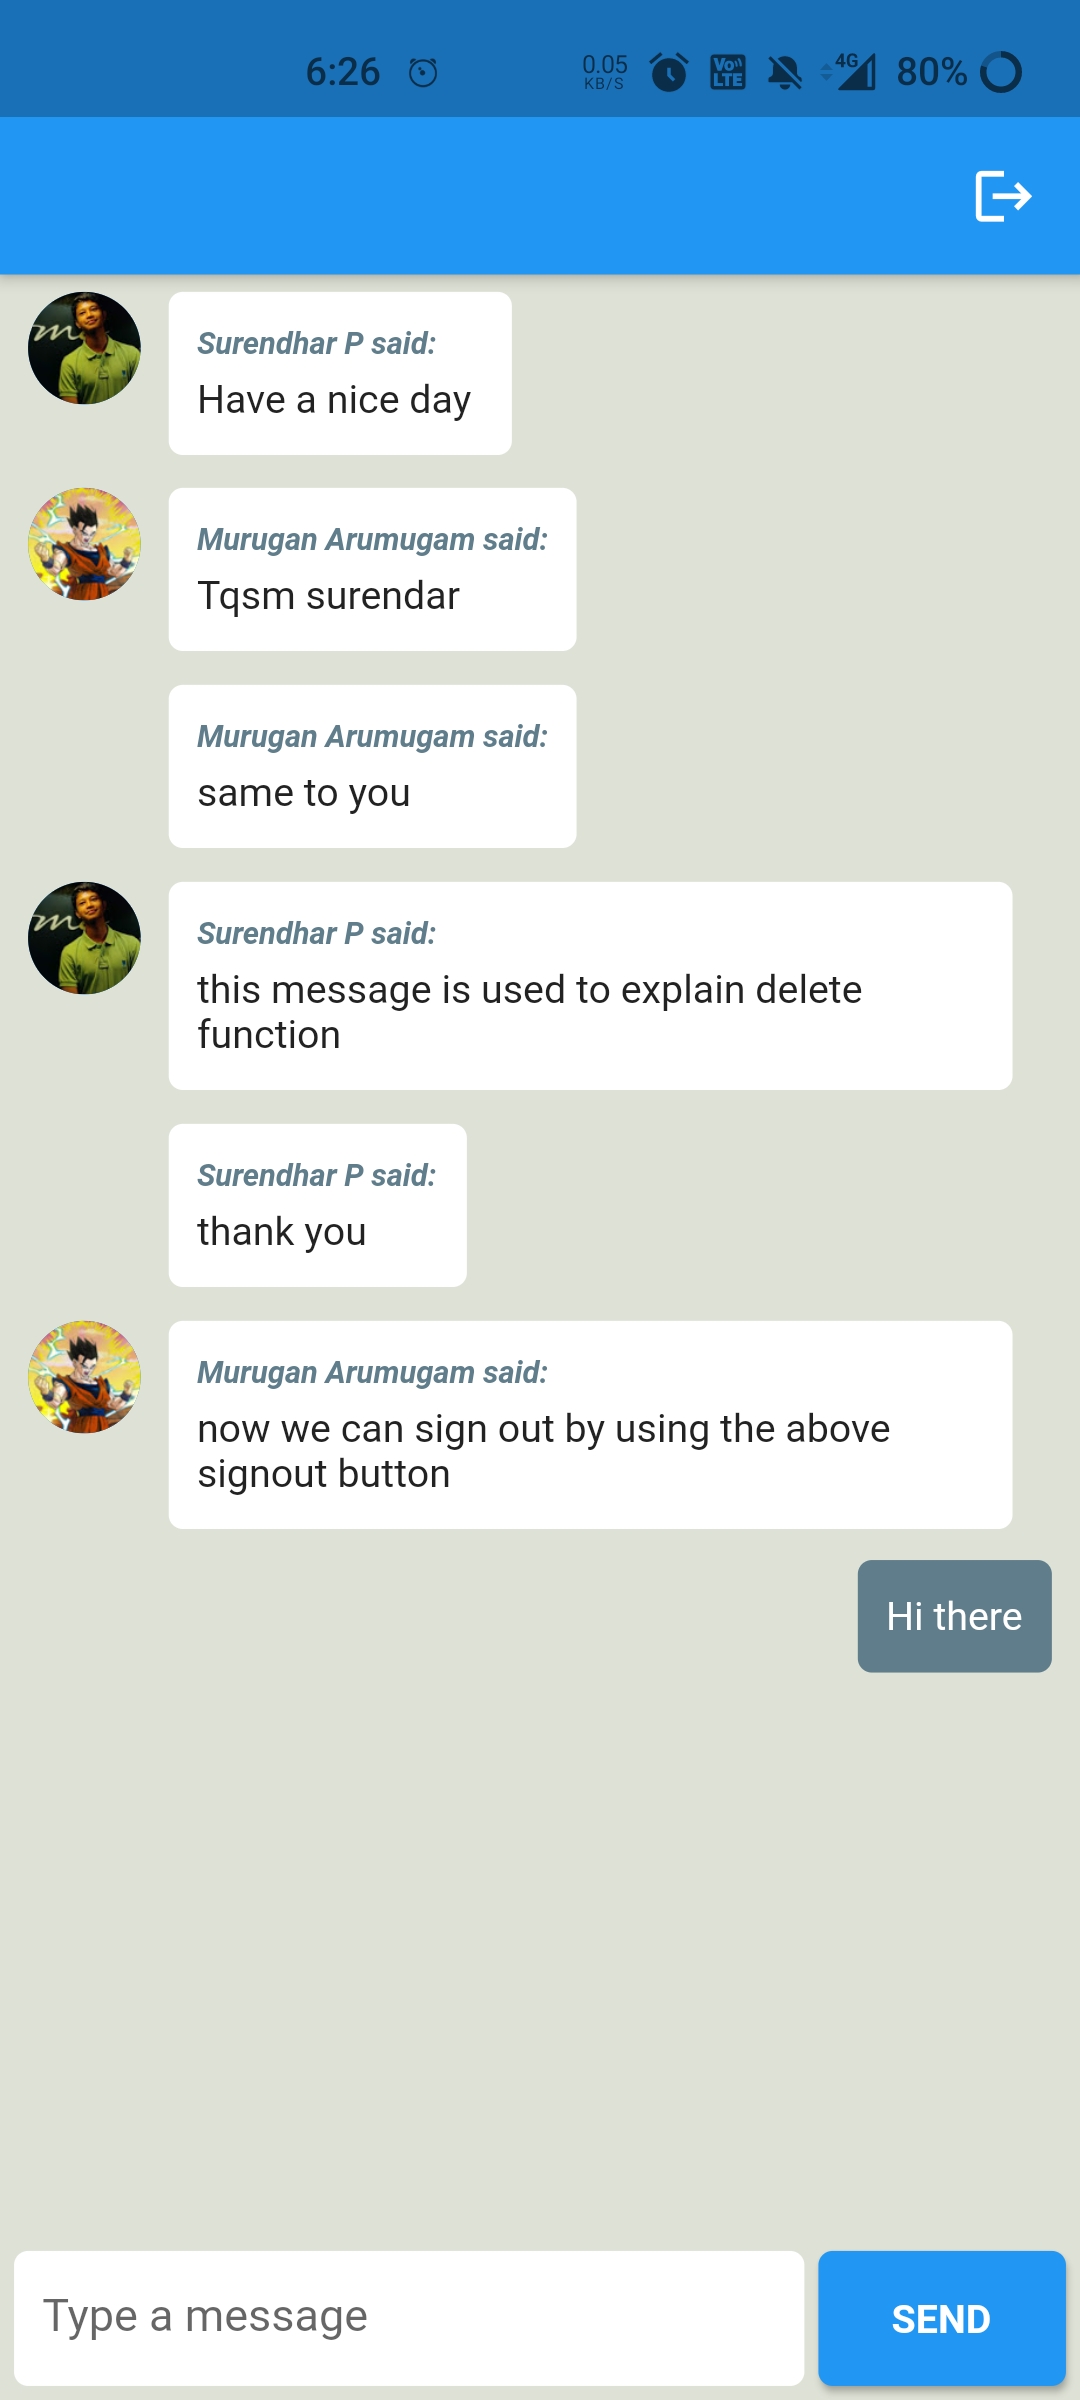 6:26 0.05 KB/S Vo)) LTE 4G 80%
Surendhar P said:
Have a nice day
Murugan Arumugam said:
Tqsm surendar
Murugan Arumugam said:
same to you
Surendhar P said:
this message is used to explain delete
function
Surendhar P said:
thank you
Murugan Arumugam said:
now we can sign out by using the above
signout button
Hi there
Type a message
SEND